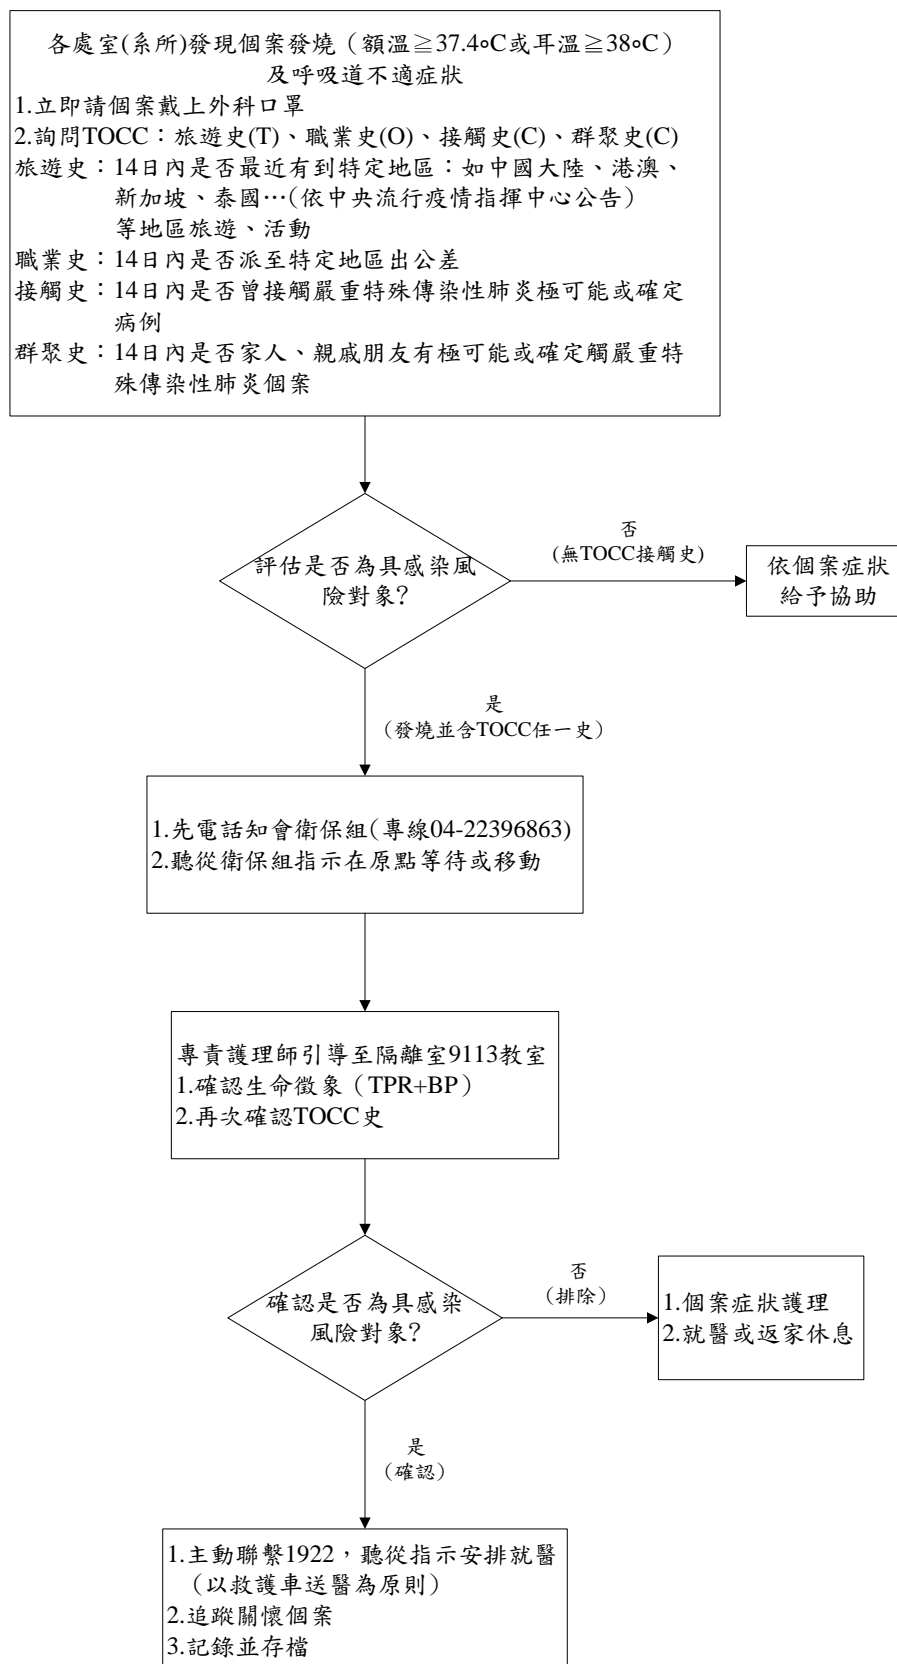 各處室(系所)發現個案發燒（額溫≧37.4oC或耳溫≧38oC）
及呼吸道不適症狀
1.立即請個案戴上外科口罩
2.詢問TOCC：旅遊史(T)、職業史(O)、接觸史(C)、群聚史(C)
旅遊史：14日內是否最近有到特定地區：如中國大陸、港澳、
新加坡、泰國…(依中央流行疫情指揮中心公告)
等地區旅遊、活動
職業史：14日內是否派至特定地區出公差
接觸史：14日內是否曾接觸嚴重特殊傳染性肺炎極可能或確定
病例
群聚史：14日內是否家人、親戚朋友有極可能或確定觸嚴重特
殊傳染性肺炎個案
評估是否為具感染風
險對象?
否
(無TOCC接觸史)
依個案症狀
給予協助
是
（發燒並含TOCC任一史）
1.先電話知會衛保組(專線04-22396863)
2.聽從衛保組指示在原點等待或移動
專責護理師引導至隔離室9113教室
1.確認生命徵象（TPR+BP）
2.再次確認TOCC史
確認是否為具感染
風險對象?
否
（排除）
1.個案症狀護理
2.就醫或返家休息
是
（確認）
1.主動聯繫1922，聽從指示安排就醫
（以救護車送醫為原則）
2.追蹤關懷個案
3.記錄並存檔